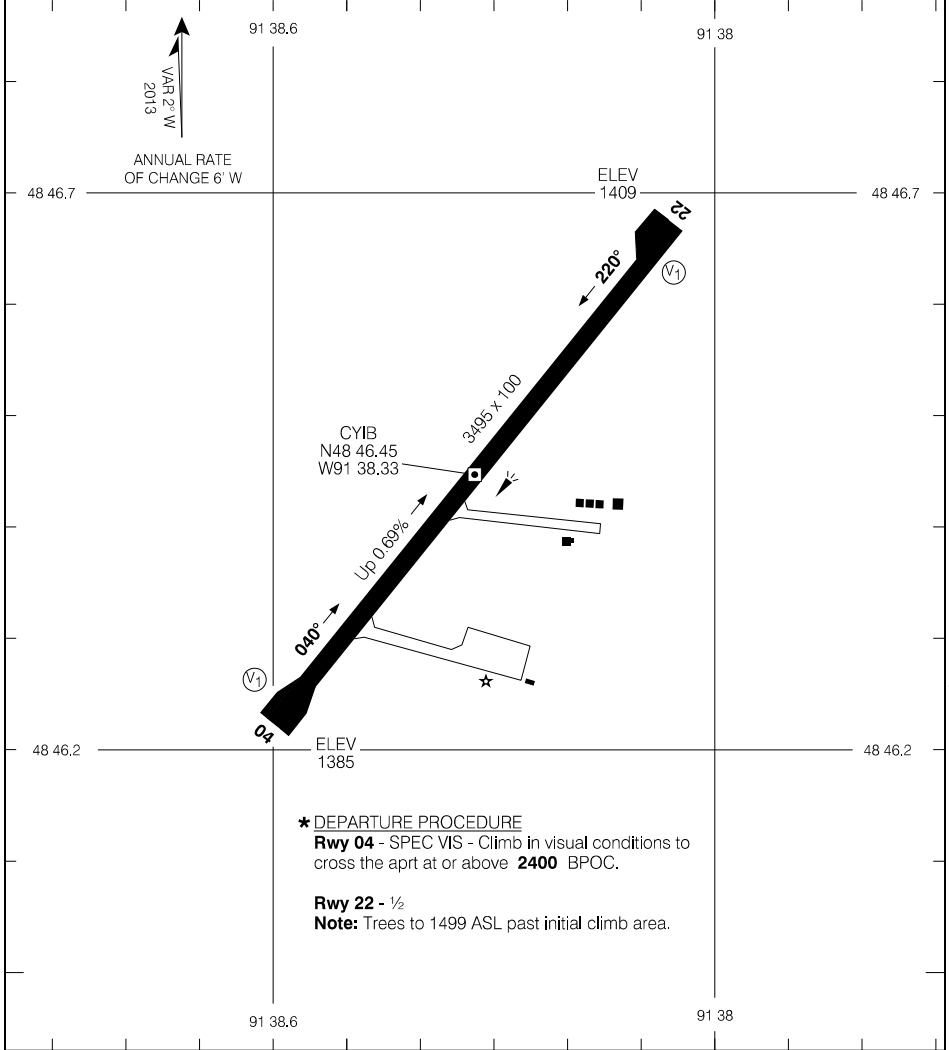 91 38.6
91 38
VAR 2° W
2013
ANNUAL RATE
OF CHANGE 6' W
48 46.7
ELEV
1409
48 46.7
22
V1
220°
3495 x 100
CYIB
N48 46.45
W91 38.33
Up 0.69%
040°
V1
04
48 46.2
ELEV
1385
48 46.2
* DEPARTURE PROCEDURE
Rwy 04 - SPEC VIS - Climb in visual conditions to
cross the aprt at or above 2400 BPOC.
Rwy 22 - ½
Note: Trees to 1499 ASL past initial climb area.
91 38.6
91 38